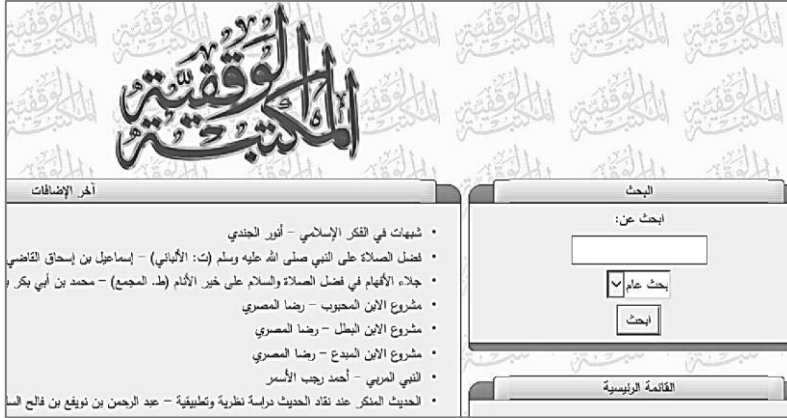 المكتبة الوقفية
البحث
ابحث عن:
بحث عام
ابحث
القائمة الرئيسية
أخر الإضافات
• شبهات في الفكر الإسلامي – أنور الجندي
• فضل الصلاة على النبي صلى الله عليه وسلم (ت: الألباني) – إسماعيل بن إسحاق القاضي
• جلاء الأفهام في فضل الصلاة والسلام على خير الأنام (ط. المجمع) – محمد بن أبي بكر
• مشروع الابن المحبوب – رضا المصري
• مشروع الابن البطل – رضا المصري
• مشروع الابن المبدع – رضا المصري
• النبي المربي – أحمد رجب الأسمر
• الحديث المنكر عند نقاد الحديث دراسة نظرية وتطبيقية – عبد الرحمن بن نويفع بن فالح